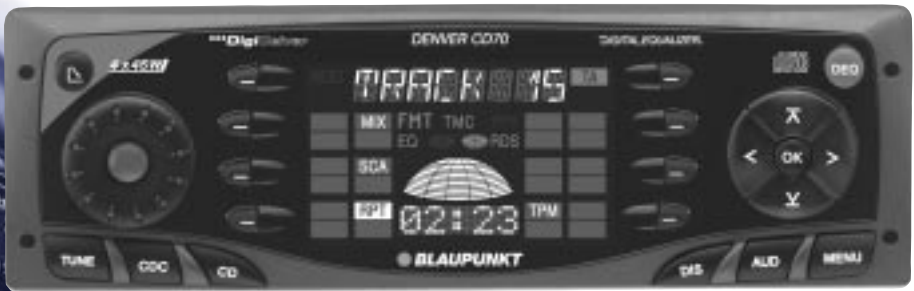 DigiCeiver DENVER CD70 DIGITAL EQUALIZER
4 x 45W
DEQ
TRACK 15 TA
MIX FMT TMC
EQ RDS
SCA
OK
RPT 02:23 TPM
TUNE CDC CD BLAUPUNKT DIS AUD MENU